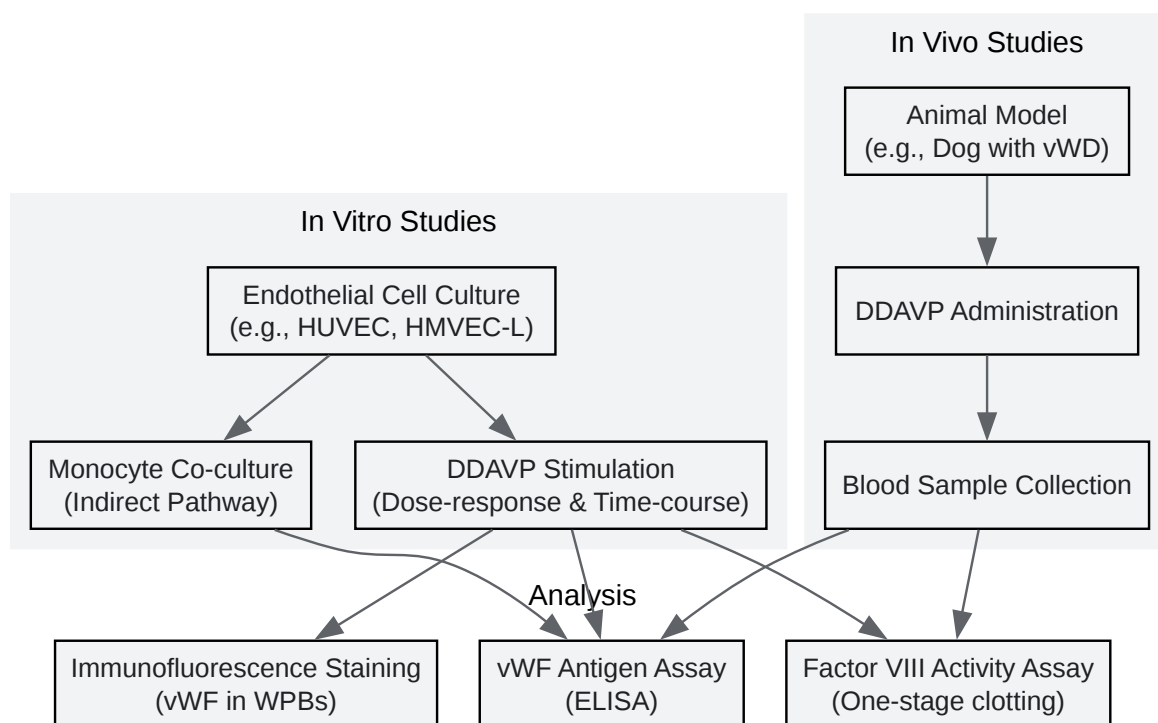 In Vivo Studies
Animal Model
(e.g., Dog with vWD)
In Vitro Studies
Endothelial Cell Culture
(e.g., HUVEC, HMVEC-L)
DDAVP Administration
Monocyte Co-culture
(Indirect Pathway)
DDAVP Stimulation
(Dose-response & Time-course)
Blood Sample Collection
Analysis
Immunofluorescence Staining
(vWF in WPBs)
vWF Antigen Assay
(ELISA)
Factor VIII Activity Assay
(One-stage clotting)